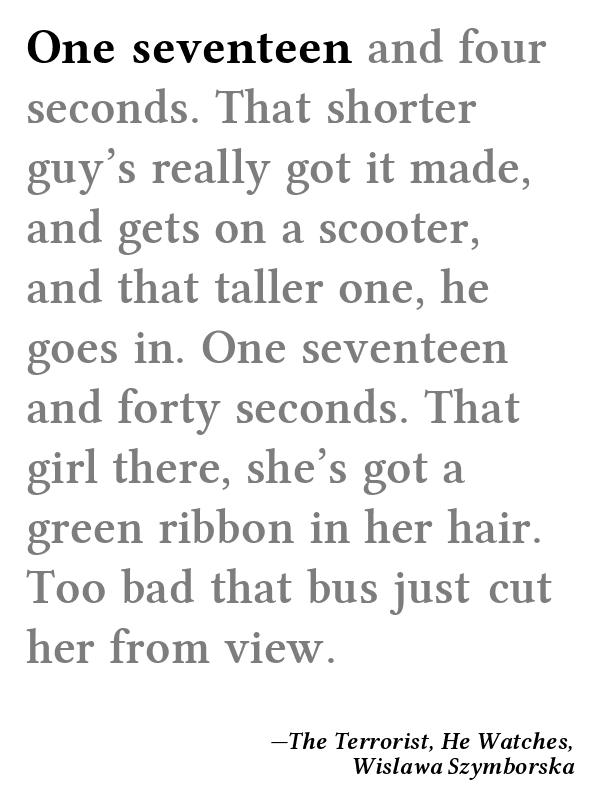 One seventeen and four
seconds. That shorter
guy’s really got it made,
and gets on a scooter,
and that taller one, he
goes in. One seventeen
and forty seconds. That
girl there, she’s got a
green ribbon in her hair.
Too bad that bus just cut
her from view.
—The Terrorist, He Watches,
Wislawa Szymborska